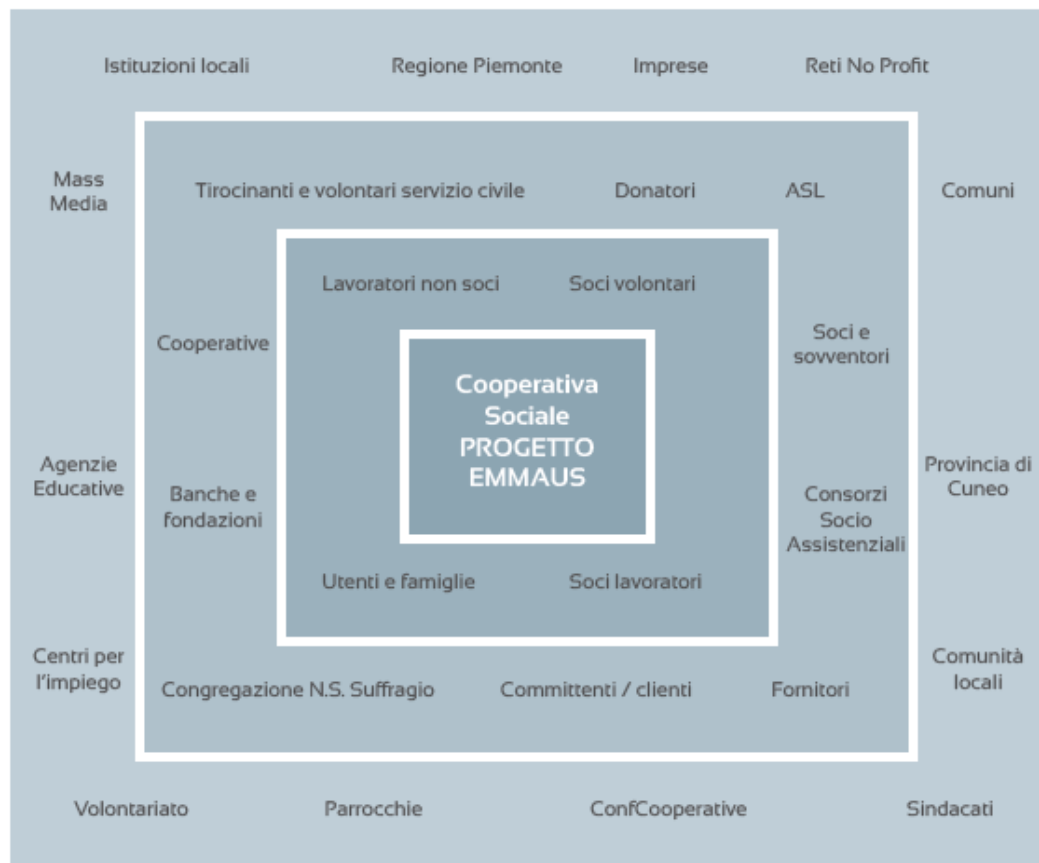 Istituzioni locali
Regione Piemonte
Imprese
Reti No Profit
Mass
Media
Tirocinanti e volontari servizio civile
Donatori
ASL
Comuni
Lavoratori non soci
Soci volontari
Cooperative
Soci e
sovventori
Cooperativa
Sociale
PROGETTO
EMMAUS
Agenzie
Educative
Banche e
fondazioni
Consorzi
Socio
Assistenziali
Provincia di
Cuneo
Utenti e famiglie
Soci lavoratori
Centri per
l'impiego
Congregazione N.S. Suffragio
Committenti / clienti
Fornitori
Comunità
locali
Volontariato
Parrocchie
ConfCooperative
Sindacati